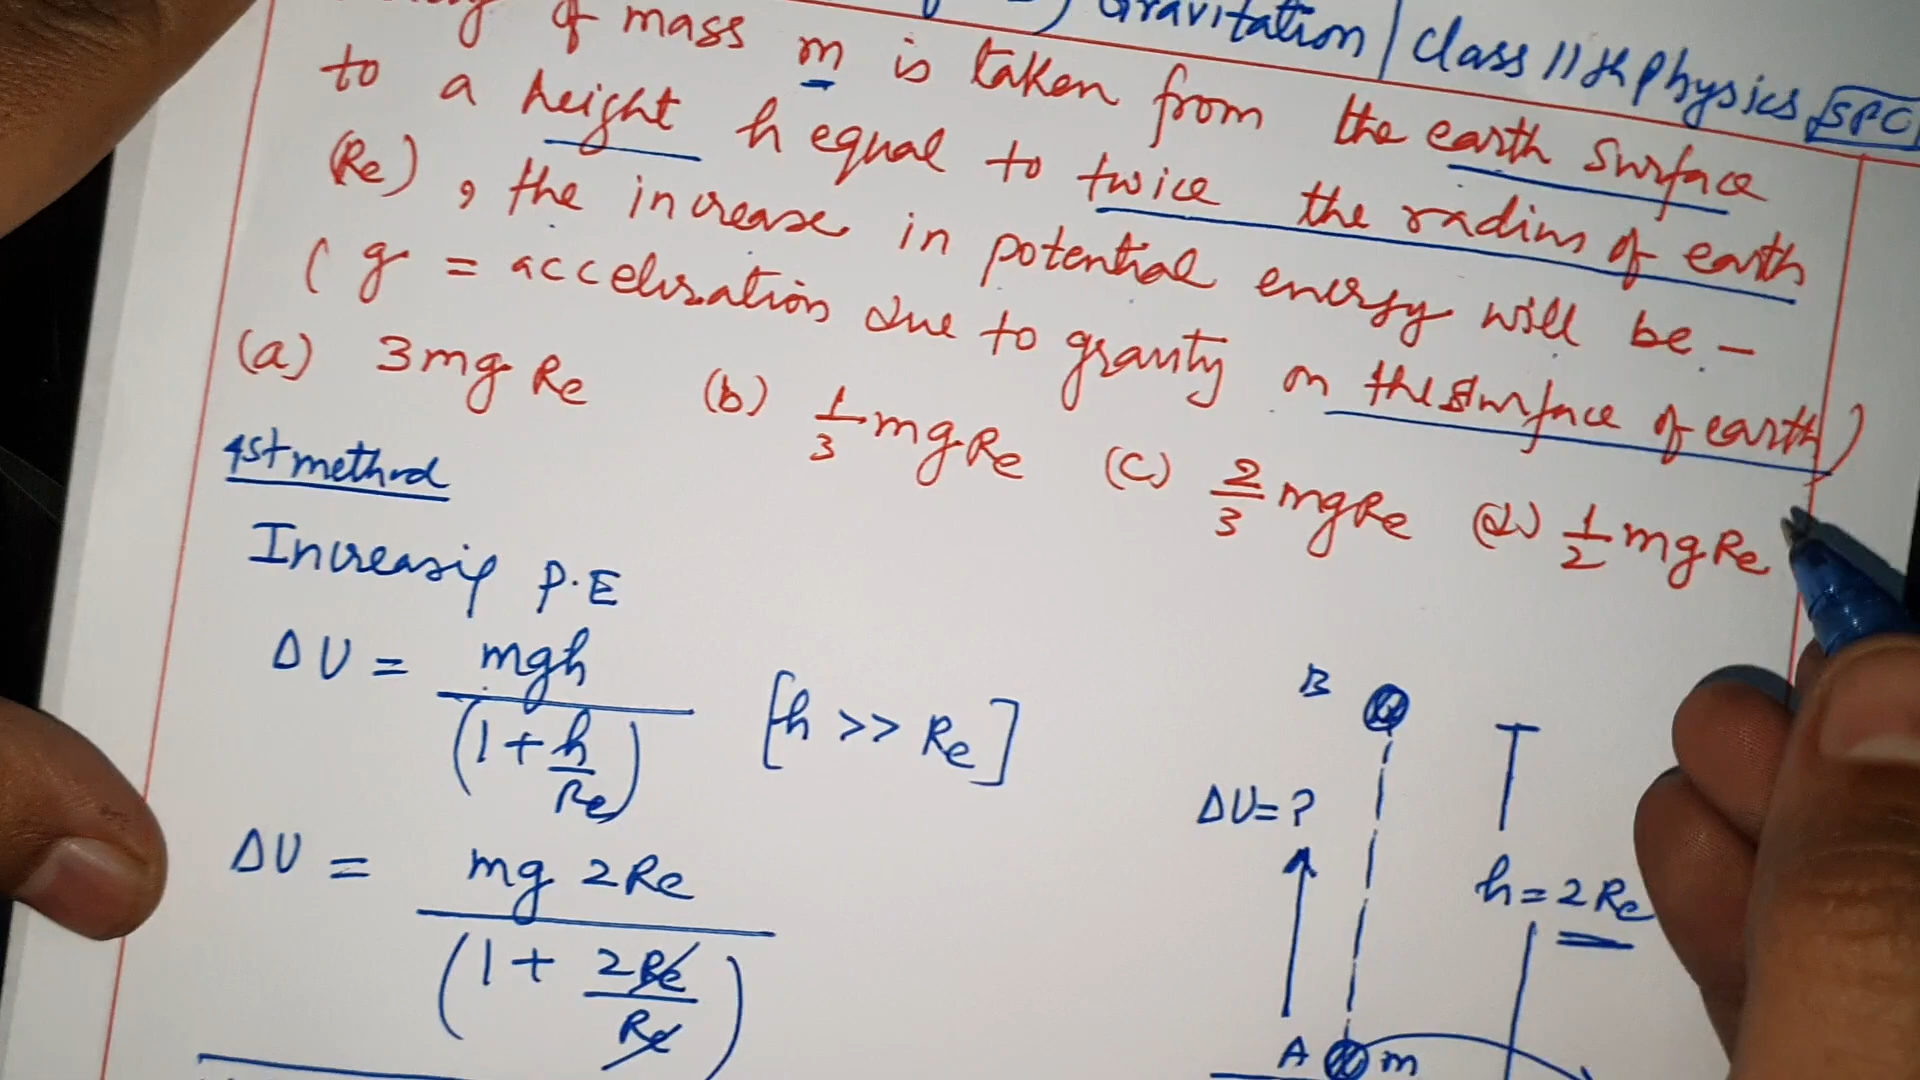 Gravitation | Class 11th Physics SPC
of mass m is taken from the earth surface
to a height h equal to twice the radius of earth
(Re), the increase in potential energy will be -
(g = acceleration due to gravity on the surface of earth)
(a) 3mgRe (b) 1/3 mgRe (c) 2/3 mgRe (d) 1/2 mgRe
1st method
Increasing P.E
ΔU = mgh / (1 + h/Re) [h >> Re]
ΔU = mg 2Re / (1 + 2Re/Re)
B
ΔU = ?
h = 2Re
A m